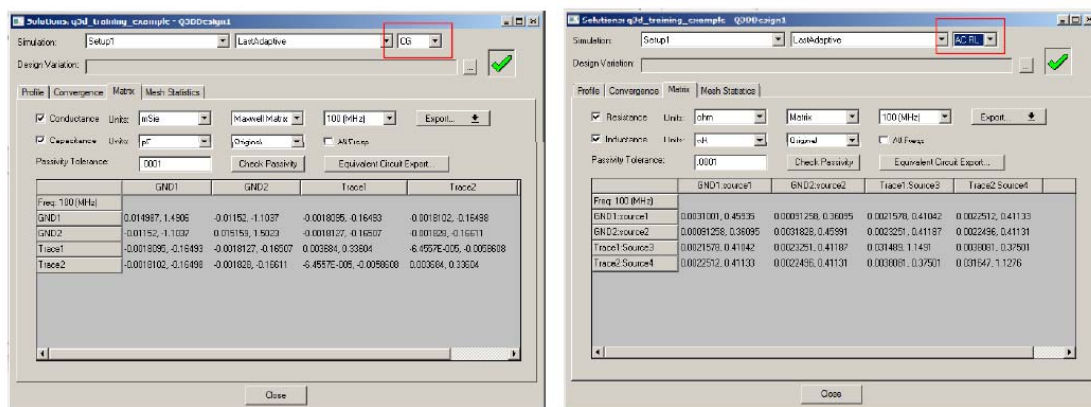 Solutions: q3d_training_example - Q3DDesign1
Simulation: Setup1 LastAdaptive CG
Design Variation: ...
Profile Convergence Matrix Mesh Statistics
Conductance Units: mSie Maxwell Matrix 100 (MHz) Export...
Capacitance Units: pF Original All Freqs
Passivity Tolerance: .0001 Check Passivity Equivalent Circuit Export...
GND1 GND2 Trace1 Trace2
Freq: 100 (MHz)
GND1 0.014987, 1.4906 -0.01152, -1.1037 -0.0018095, -0.16493 -0.0018102, -0.16498
GND2 -0.01152, -1.1037 0.015159, 1.5023 -0.0018127, -0.16507 -0.001829, -0.16611
Trace1 -0.0018095, -0.16493 -0.0018127, -0.16507 0.003684, 0.33604 -6.4557E-005, -0.0058608
Trace2 -0.0018102, -0.16498 -0.001829, -0.16611 -6.4557E-005, -0.0058608 0.003684, 0.33604
Close
Solutions: q3d_training_example Q3DDesign1
Simulation: Setup1 LastAdaptive AC RL
Design Variation: ...
Profile Convergence Matrix Mesh Statistics
Resistance Units: ohm Matrix 100 (MHz) Export...
Inductance Units: nH Original All Freqs
Passivity Tolerance: .0001 Check Passivity Equivalent Circuit Export...
GND1:source1 GND2:source2 Trace1:Source3 Trace2:Source4
Freq: 100 (MHz)
GND1:source1 0.0031001, 0.45935 0.00091258, 0.36095 0.0021578, 0.41042 0.0022512, 0.41133
GND2:source2 0.00091258, 0.36095 0.0031828, 0.45991 0.0023251, 0.41187 0.0022496, 0.41131
Trace1:Source3 0.0021579, 0.41042 0.0023251, 0.41187 0.031489, 1.1491 0.0038081, 0.37501
Trace2:Source4 0.0022512, 0.41133 0.0022496, 0.41131 0.0038081, 0.37501 0.031647, 1.1276
Close